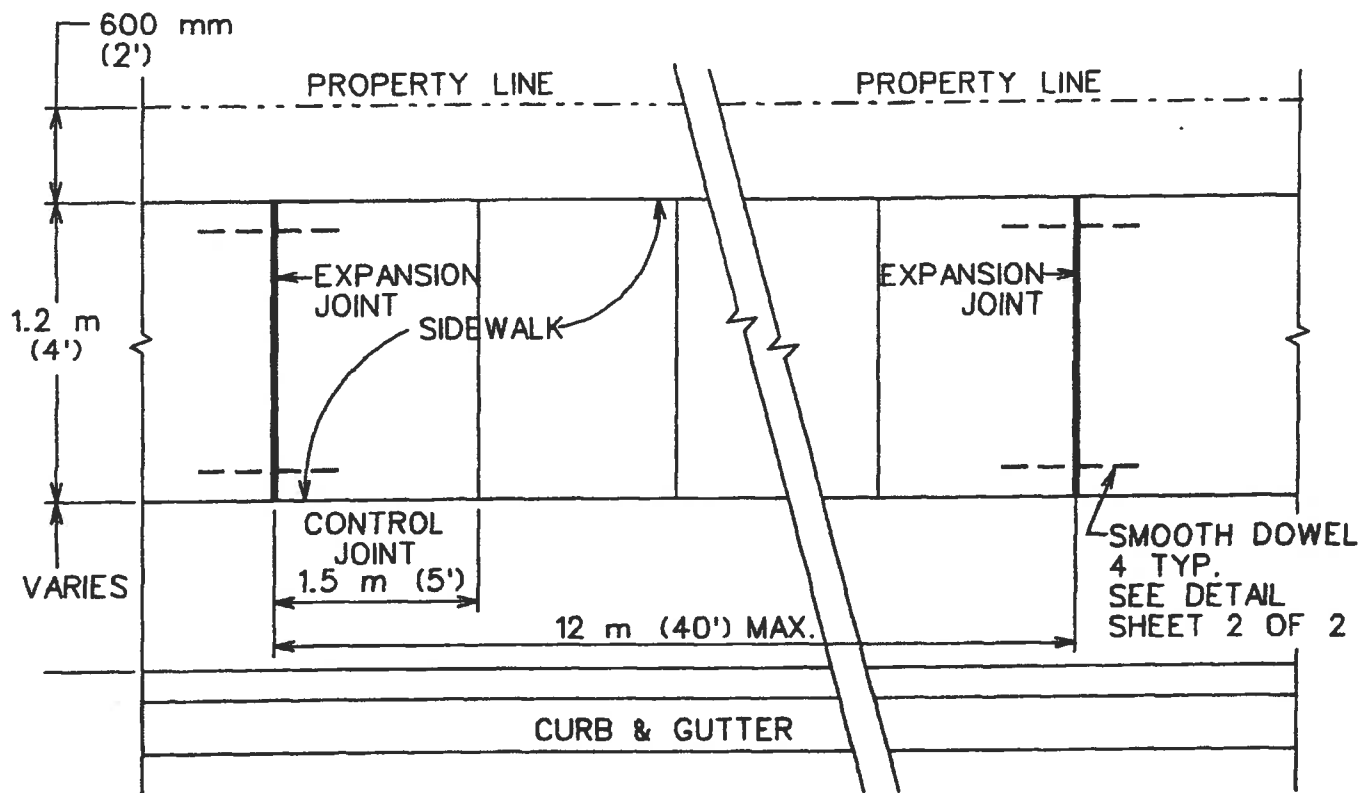 600 mm
(2')
PROPERTY LINE
PROPERTY LINE
EXPANSION
JOINT
EXPANSION
JOINT
1.2 m
(4')
SIDEWALK
CONTROL
JOINT
1.5 m (5')
VARIES
12 m (40') MAX.
SMOOTH DOWEL
4 TYP.
SEE DETAIL
SHEET 2 OF 2
CURB & GUTTER